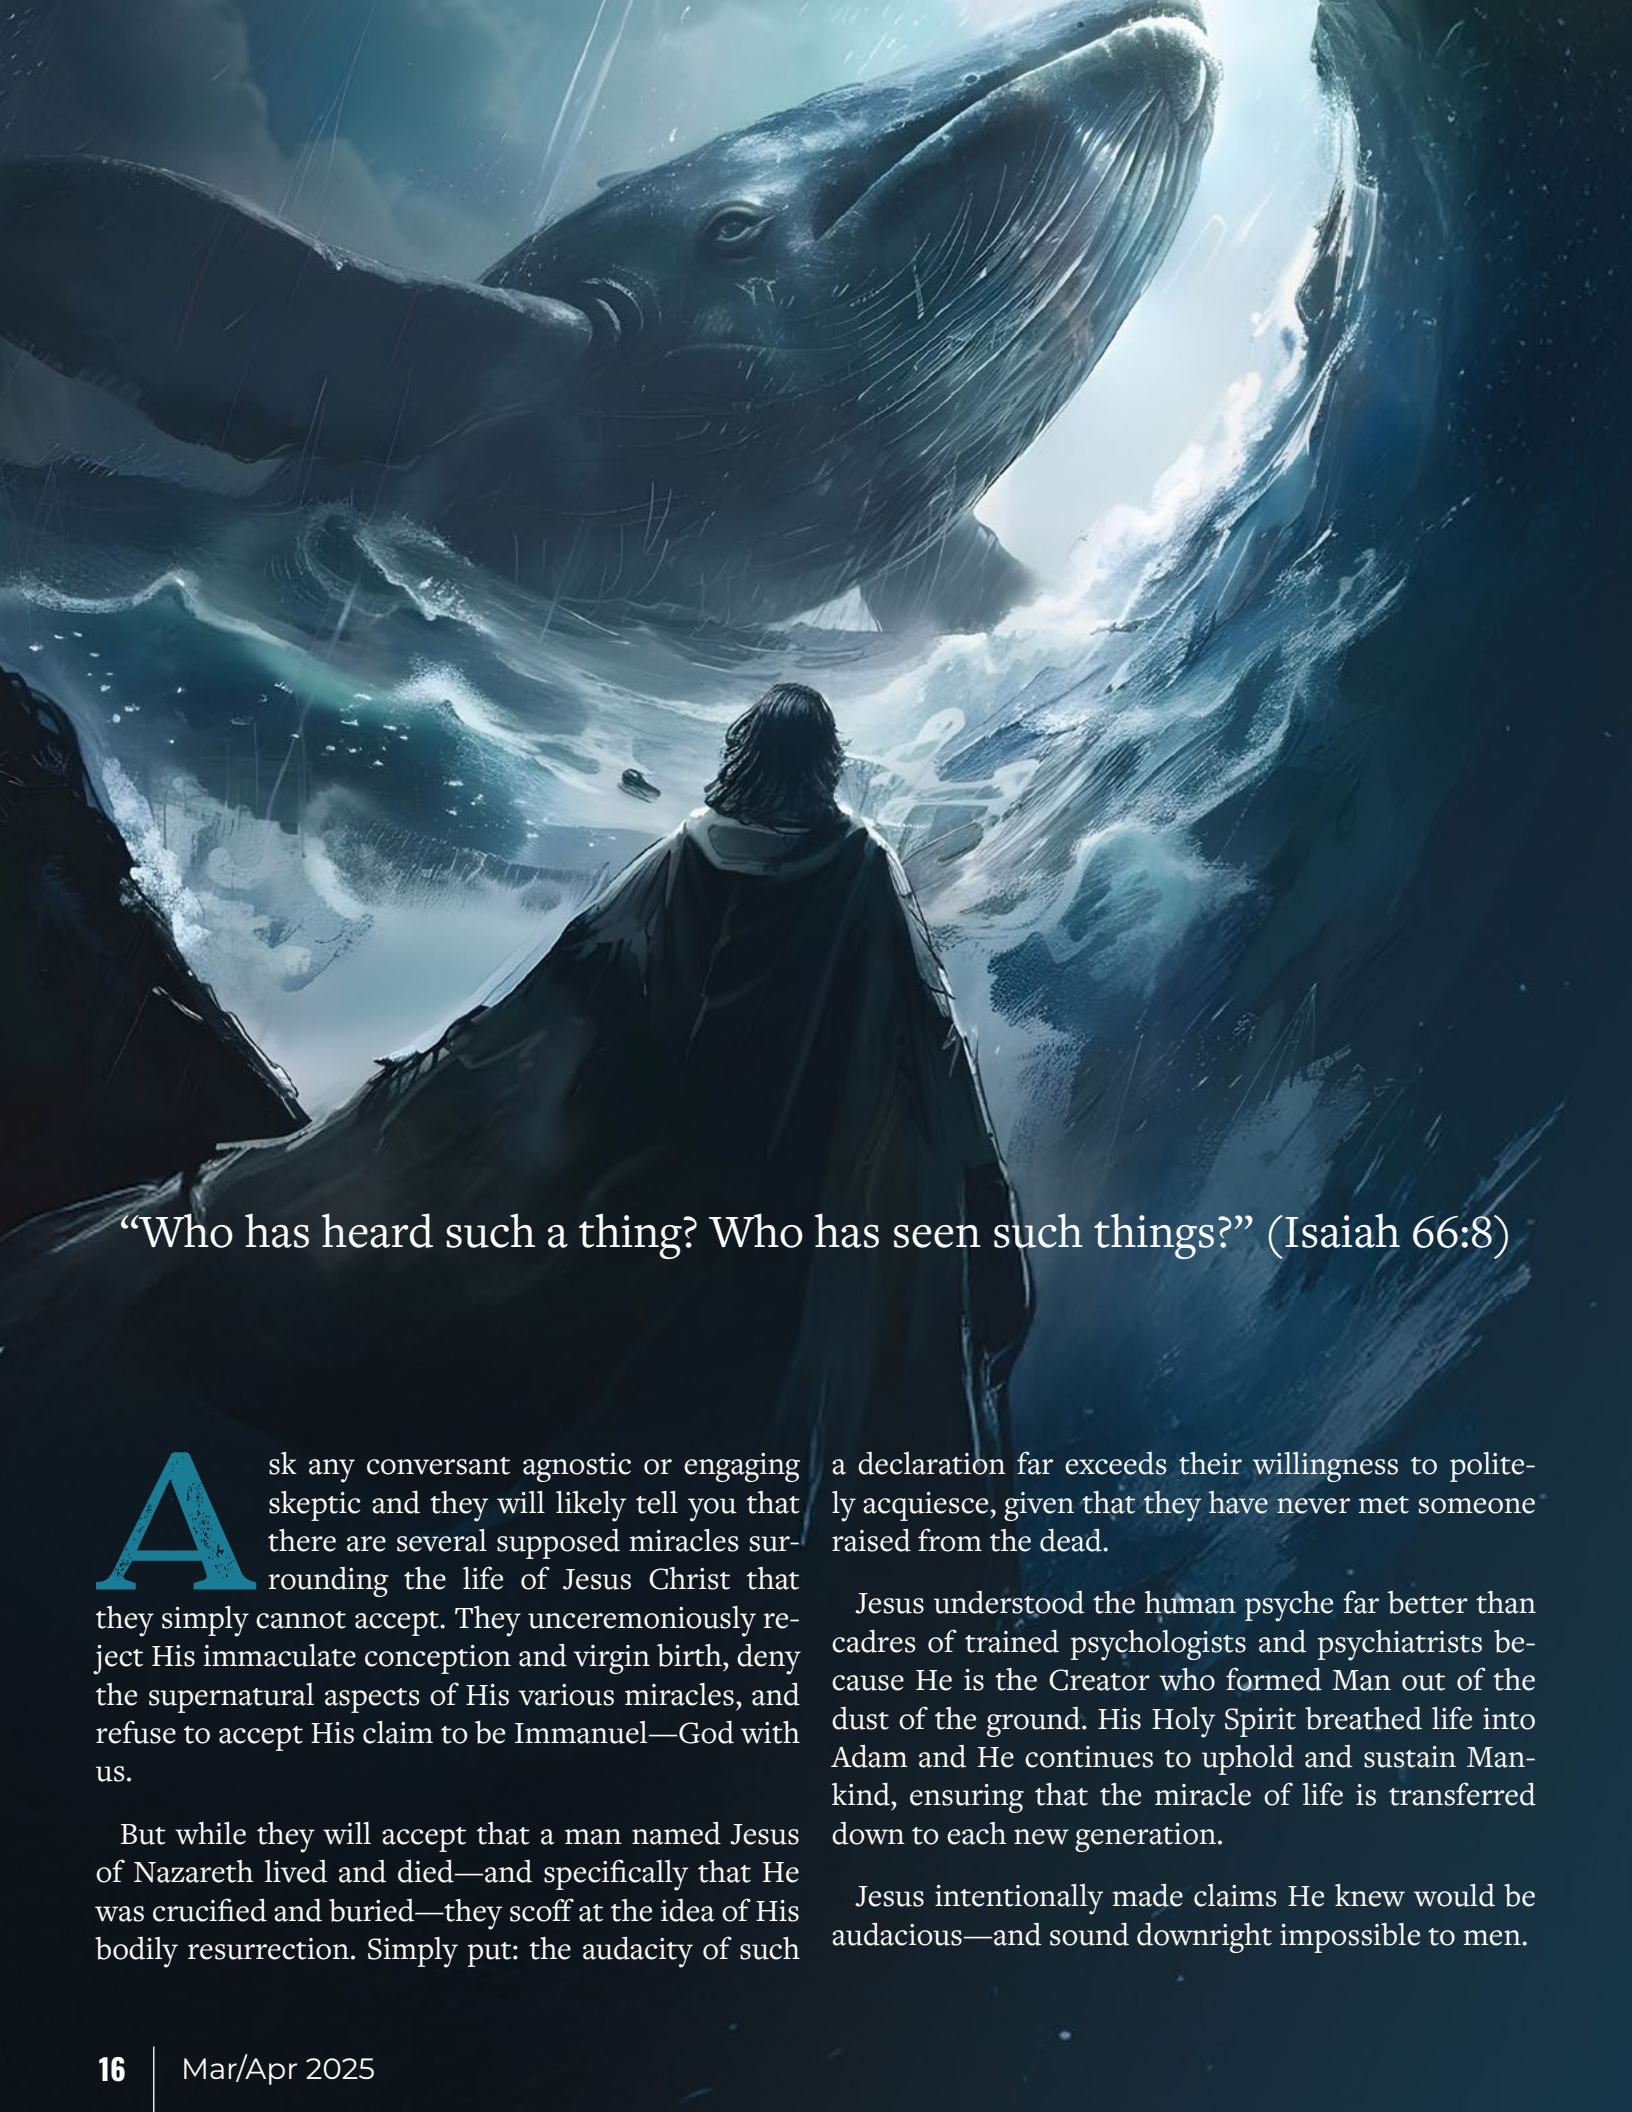 “Who has heard such a thing? Who has seen such things?” (Isaiah 66:8)
Ask any conversant agnostic or engaging
skeptic and they will likely tell you that
there are several supposed miracles sur-
rounding the life of Jesus Christ that
they simply cannot accept. They unceremoniously re-
ject His immaculate conception and virgin birth, deny
the supernatural aspects of His various miracles, and
refuse to accept His claim to be Immanuel—God with
us.
But while they will accept that a man named Jesus
of Nazareth lived and died—and specifically that He
was crucified and buried—they scoff at the idea of His
bodily resurrection. Simply put: the audacity of such
a declaration far exceeds their willingness to polite-
ly acquiesce, given that they have never met someone
raised from the dead.
Jesus understood the human psyche far better than
cadres of trained psychologists and psychiatrists be-
cause He is the Creator who formed Man out of the
dust of the ground. His Holy Spirit breathed life into
Adam and He continues to uphold and sustain Man-
kind, ensuring that the miracle of life is transferred
down to each new generation.
Jesus intentionally made claims He knew would be
audacious—and sound downright impossible to men.
16 Mar/Apr 2025